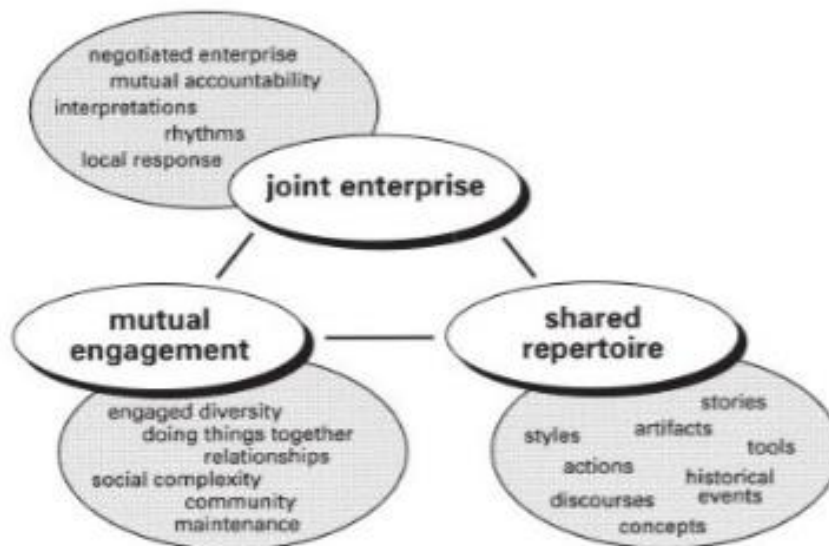 negotiated enterprise
mutual accountability
interpretations
rhythms
local response
joint enterprise
mutual
engagement
engaged diversity
doing things together
relationships
social complexity
community
maintenance
shared
repertoire
stories
styles
artifacts
tools
actions
historical
events
discourses
concepts